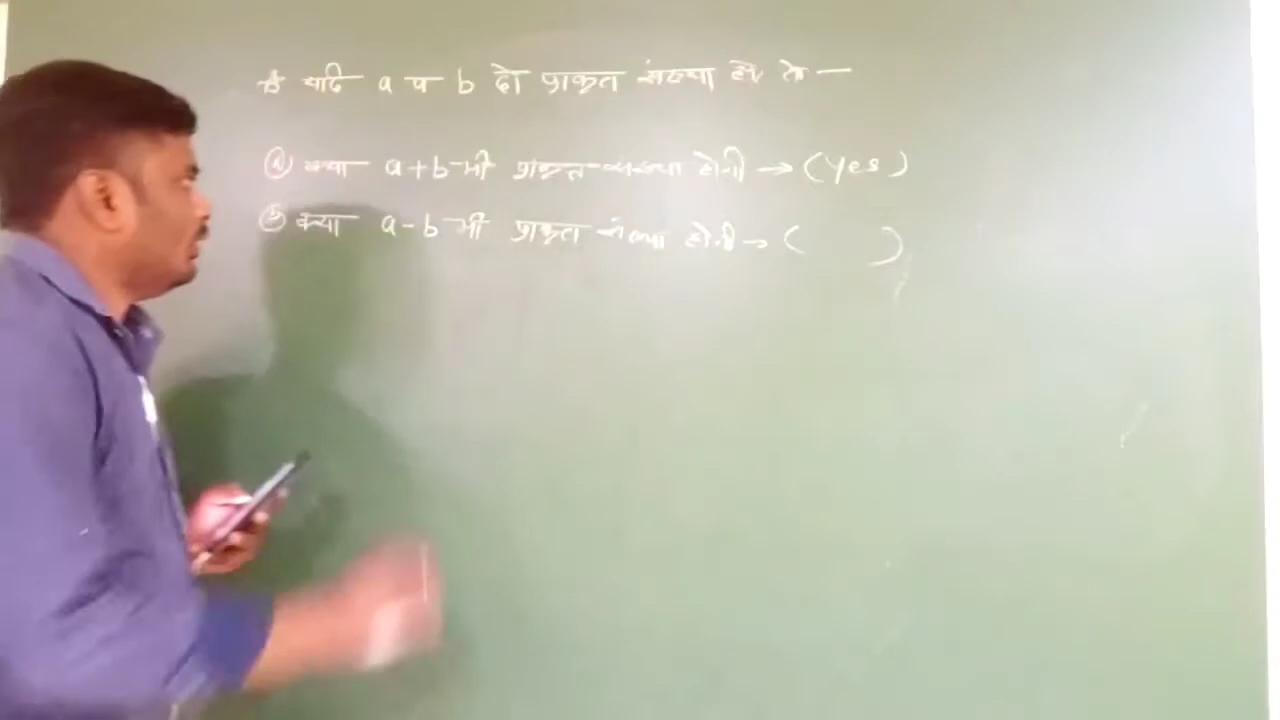 * यदि a व b दो प्राकृत संख्या हो तो —
(a) क्या a+b भी प्राकृत संख्या होगी → (Yes)
(b) क्या a-b भी प्राकृत संख्या होगी → ( )